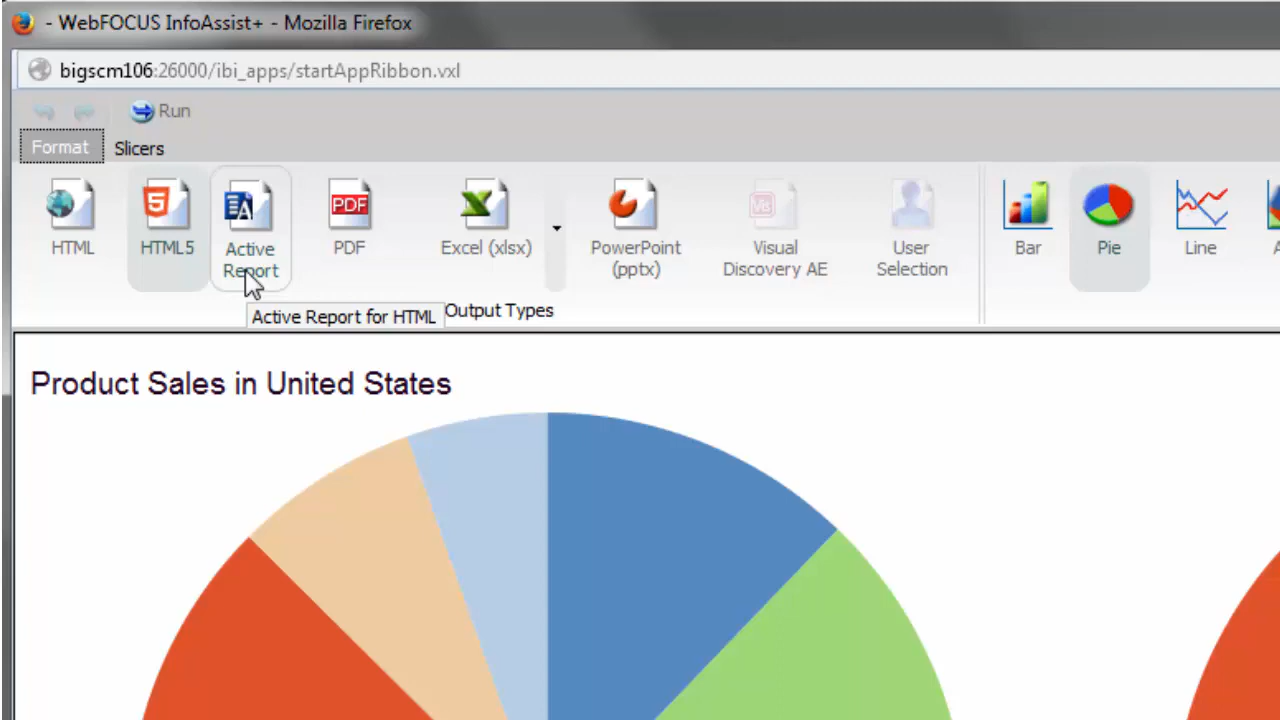 - WebFOCUS InfoAssist+ - Mozilla Firefox
bigscm106:26000/ibi_apps/startAppRibbon.vxl
Run
Format Slicers
HTML
HTML5
Active
Report
PDF
Excel (xlsx)
PowerPoint
(pptx)
Visual
Discovery AE
User
Selection
Bar
Pie
Line
Active Report for HTML
Output Types
Product Sales in United States